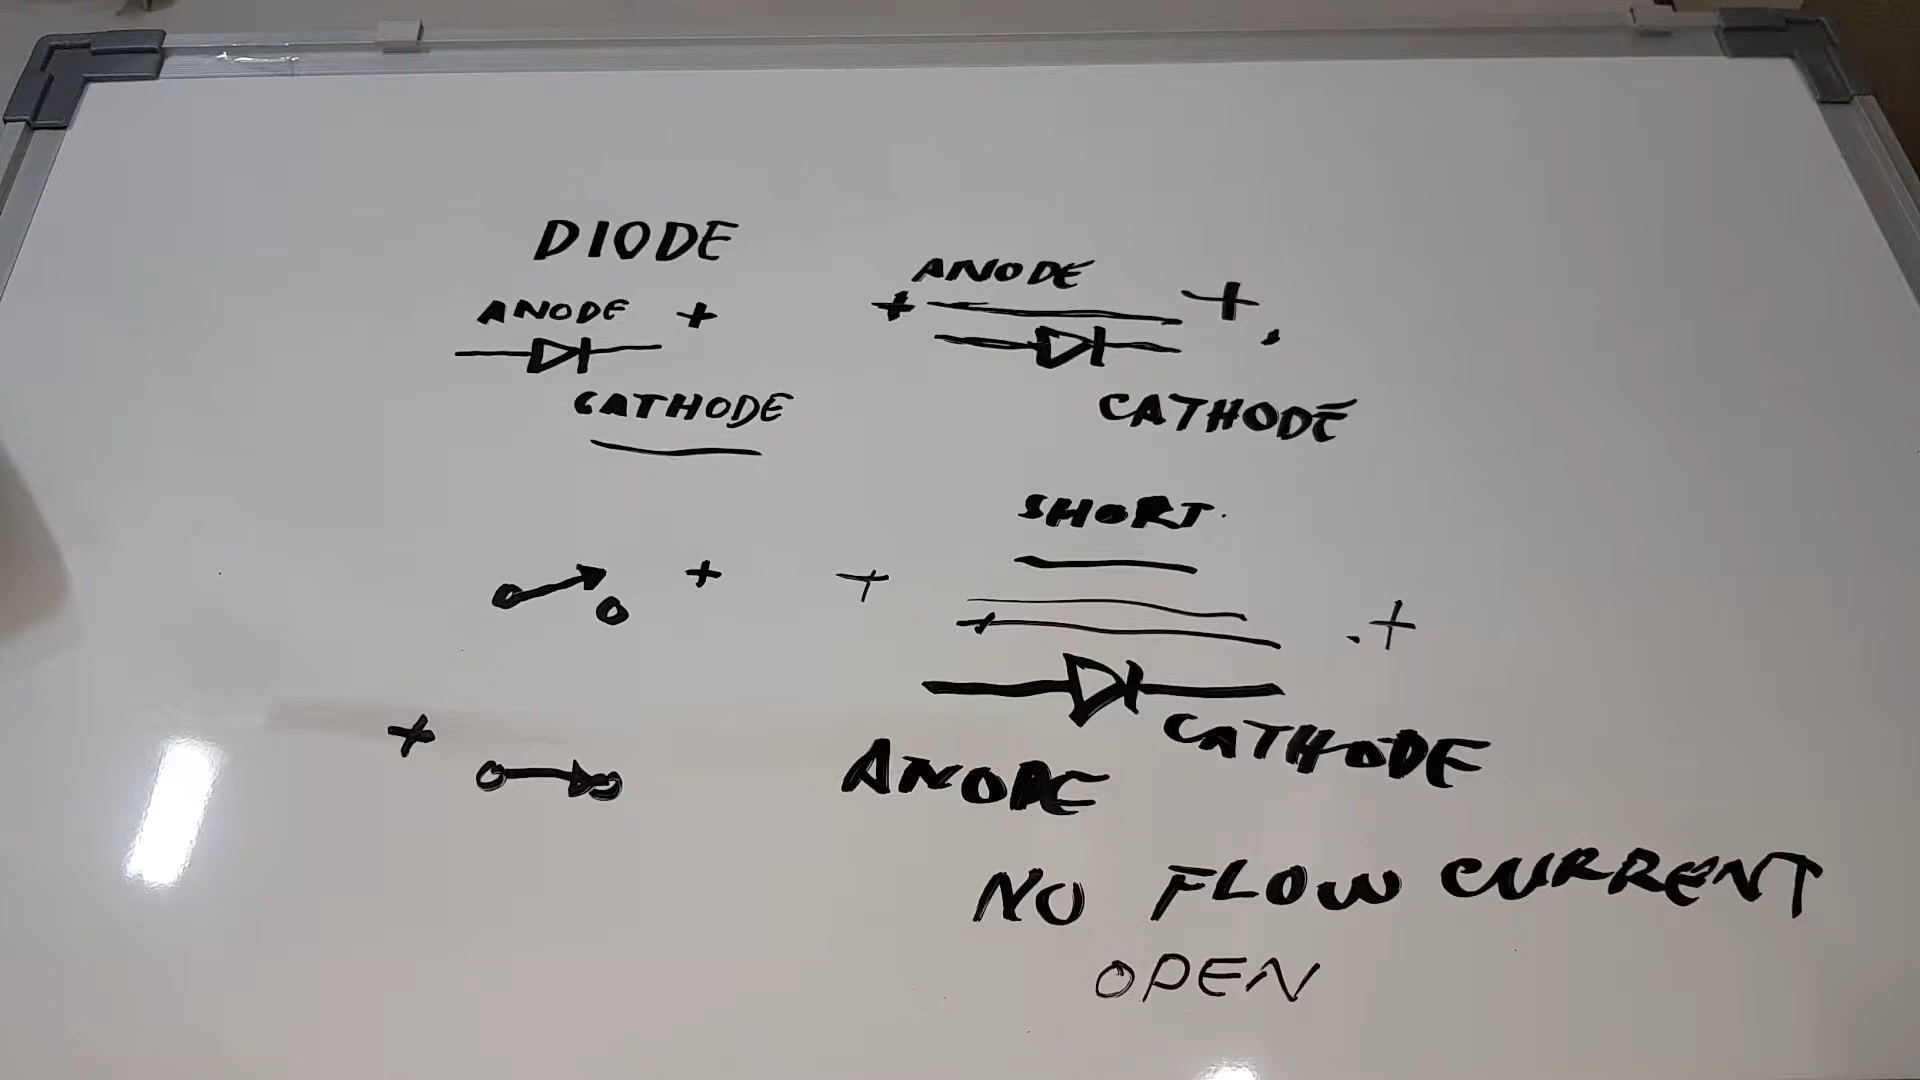 DIODE
ANODE +
CATHODE
ANODE
+ +
CATHODE
SHORT.
+ + +
+
CATHODE
+
ANODE
NO FLOW CURRENT
OPEN